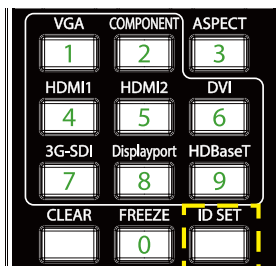 VGA COMPONENT ASPECT
1 2 3
HDMI1 HDMI2 DVI
4 5 6
3G-SDI Displayport HDBaseT
7 8 9
CLEAR FREEZE ID SET
0